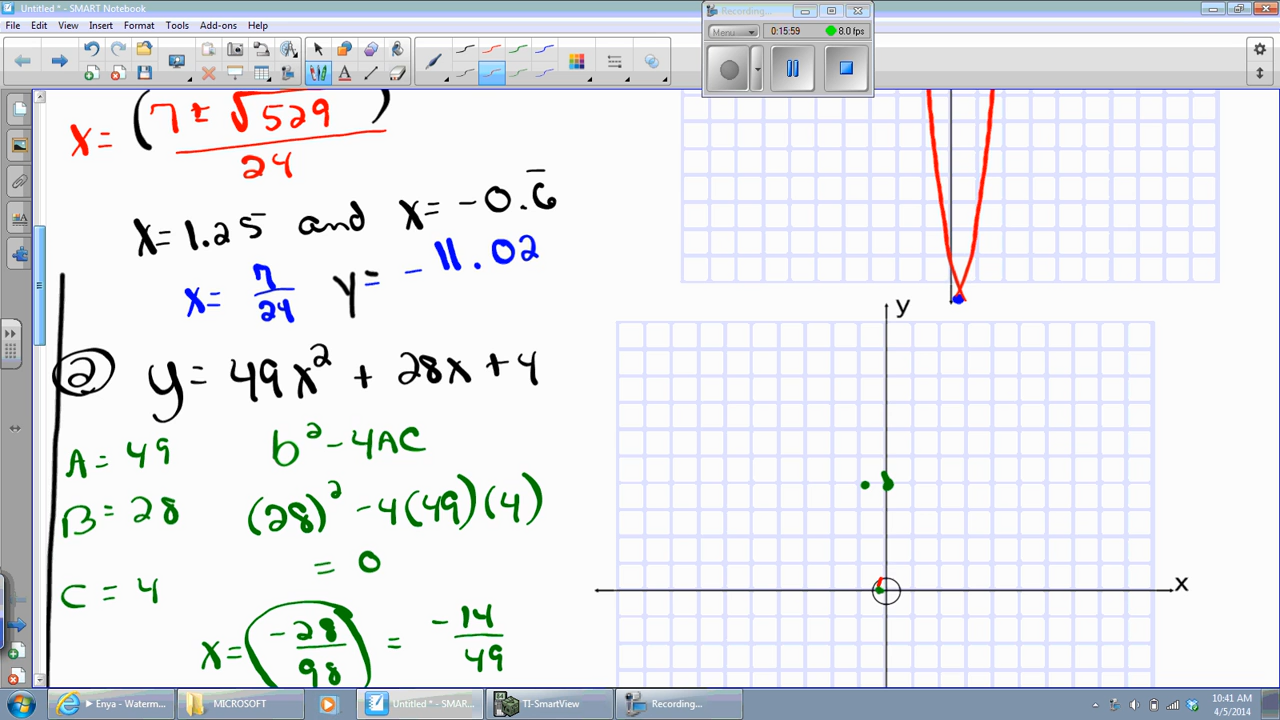 Untitled * - SMART Notebook
File Edit View Insert Format Tools Help
Recording...
Menu
0:15:59
8.0 fps
x= (7 ± √529 )
24
x=1.25 and x= -0.6̅
x= 7/24 y= -11.02
② y= 49x² + 28x + 4
A= 49 b² - 4AC
B= 28 (28)² - 4(49)(4)
= 0
C = 4
x= (-28/98) = -14/49
y
x
Enya - Waterm...
MICROSOFT
Untitled * - SMAR...
TI-SmartView
Recording...
10:41 AM
4/5/2014